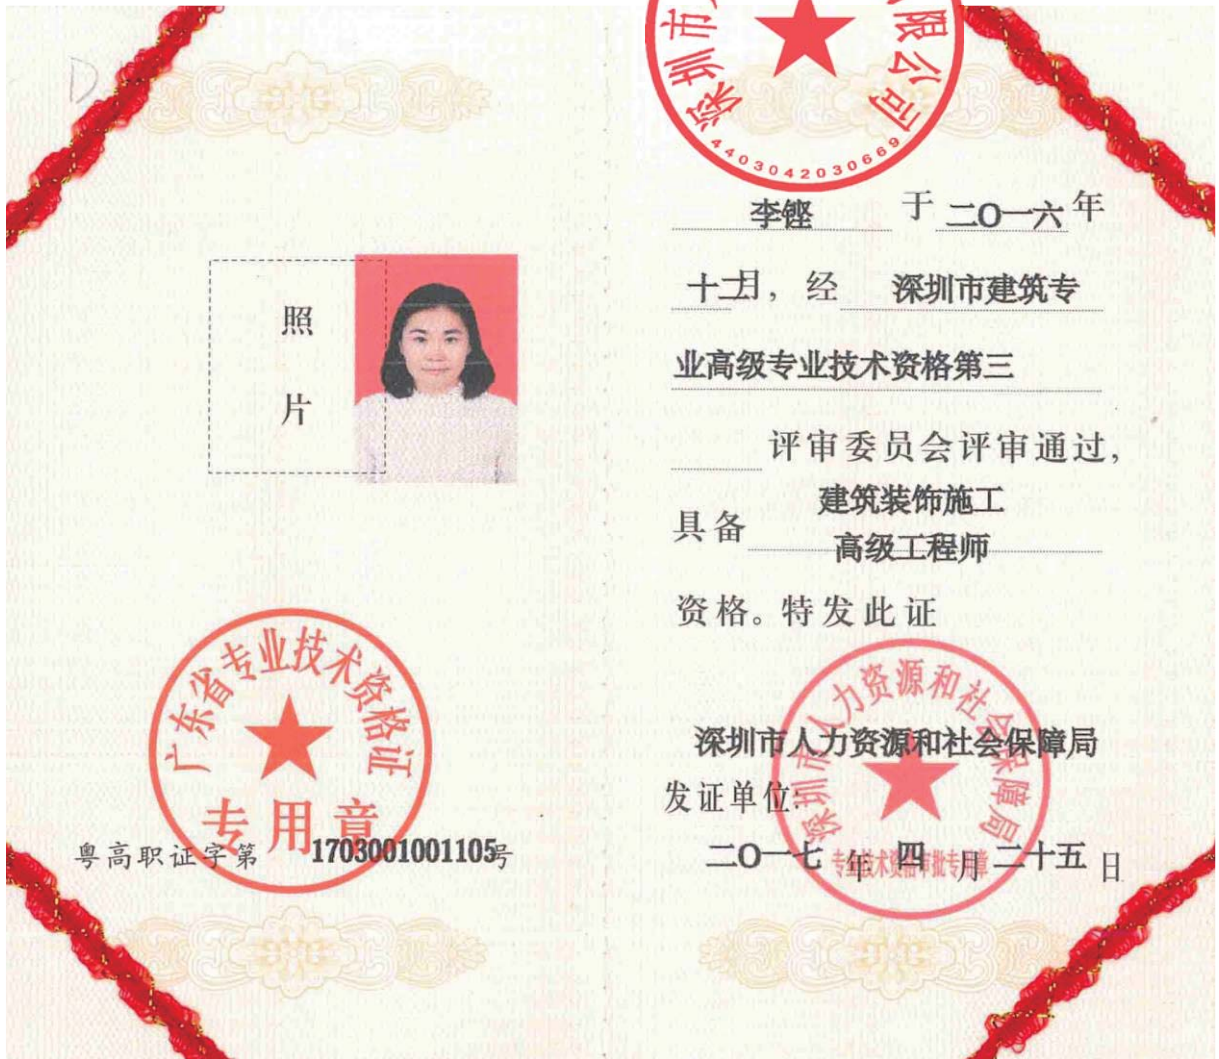 D
照
片
广东省专业技术资格证
专用章
粤高职证字第 1703001001105号
深圳市
限公司
4403042030669
李铿 于 二〇一六 年
十二月，经 深圳市建筑专
业高级专业技术资格第三
评审委员会评审通过，
具备 建筑装饰施工
高级工程师
资格。特发此证
深圳市人力资源和社会保障局
深圳市人力资源和社会保障局
发证单位：
专业技术资格审批专用章
二〇一七 年 四 月 二十五 日